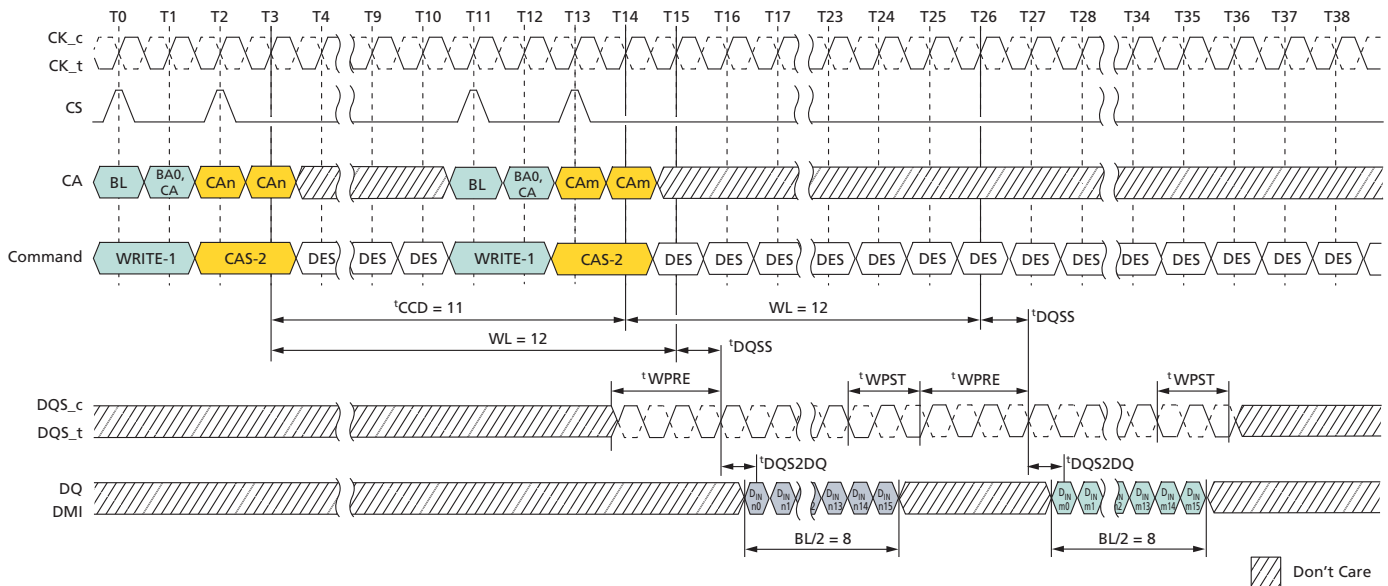 T0 T1 T2 T3 T4 T9 T10 T11 T12 T13 T14 T15 T16 T17 T23 T24 T25 T26 T27 T28 T34 T35 T36 T37 T38
CK_c
CK_t
CS
CA BL BA0, CA CAn CAn BL BA0, CA CAm CAm
Command WRITE-1 CAS-2 DES DES DES WRITE-1 CAS-2 DES DES DES DES DES DES DES DES DES DES DES DES DES DES
tCCD = 11 WL = 12 tDQSS
WL = 12 tDQSS
tWPRE tWPST tWPRE tWPST
DQS_c
DQS_t
tDQS2DQ tDQS2DQ
DQ
DMI
DIN n0 DIN n1 DIN n13 DIN n14 DIN n15 DIN m0 DIN m1 DIN m13 DIN m14 DIN m15
BL/2 = 8 BL/2 = 8
Don't Care